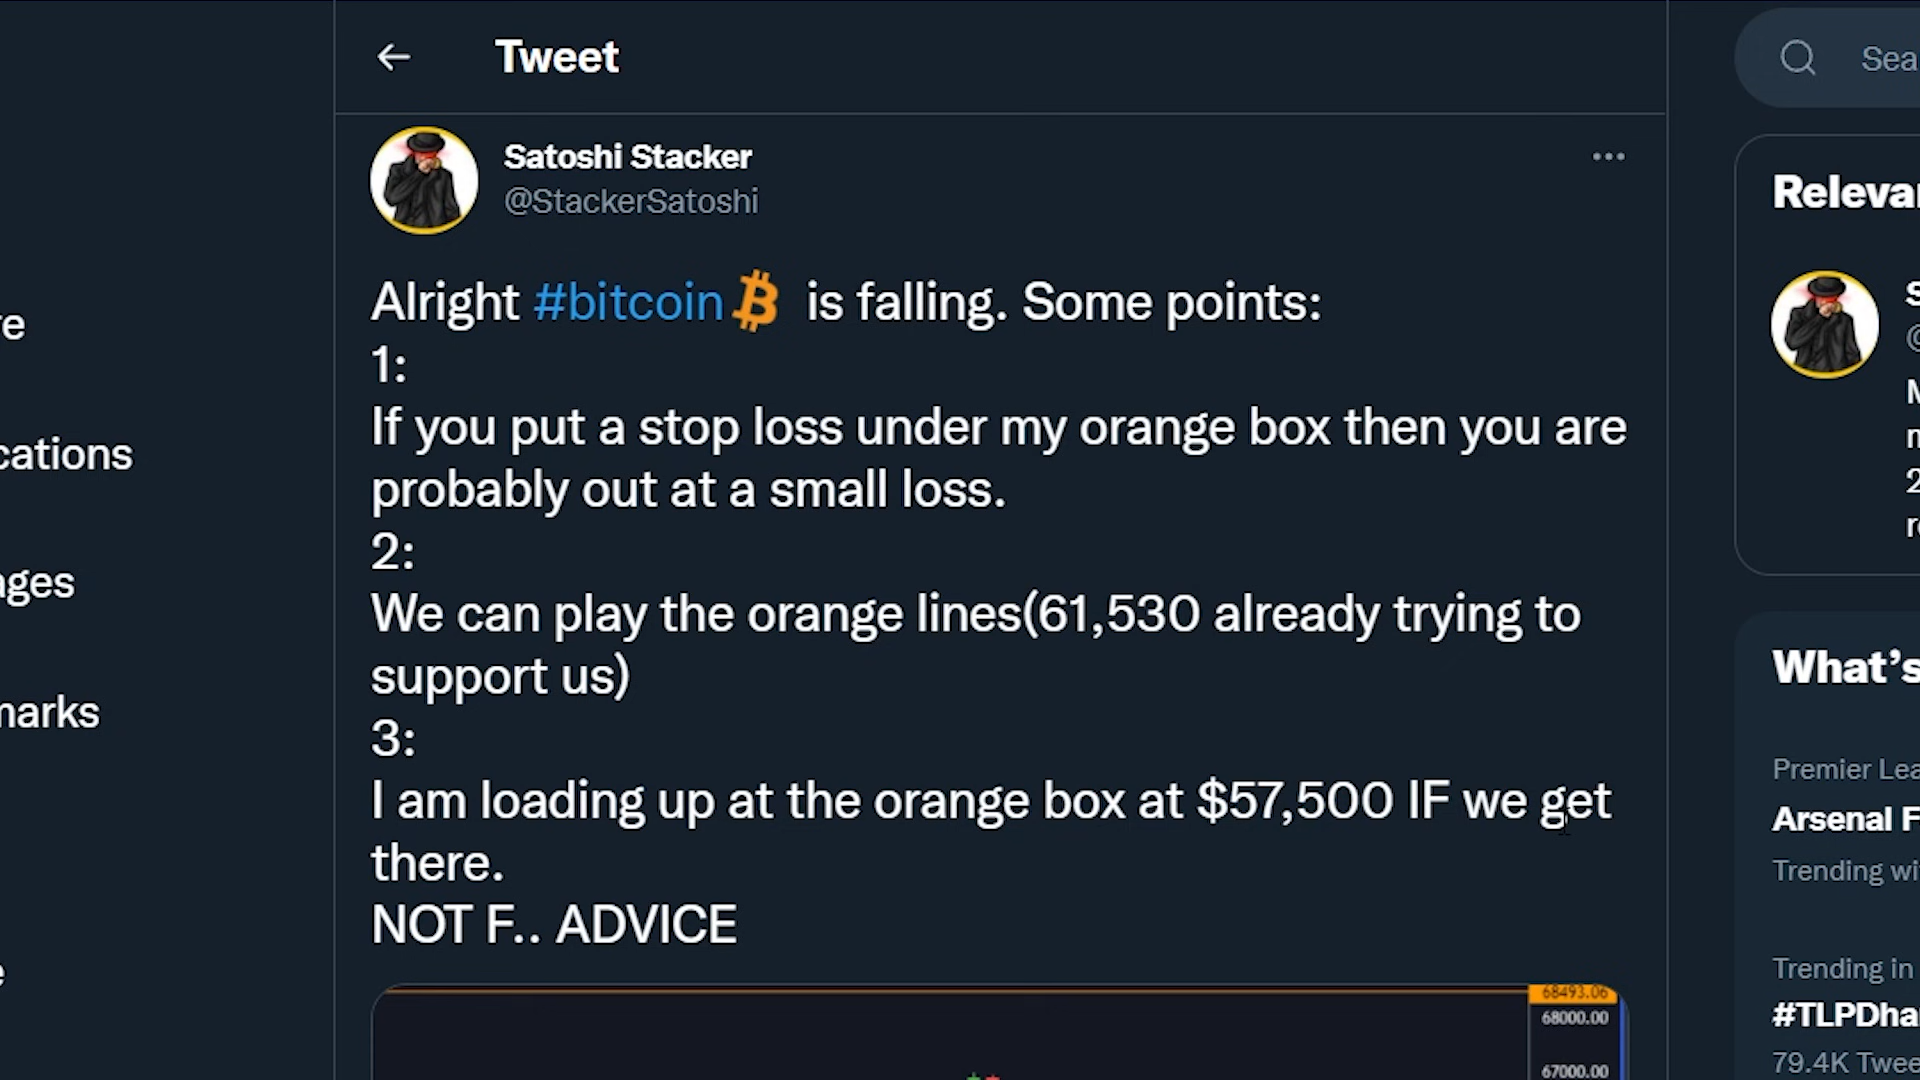 Tweet
Sea
Satoshi Stacker
@StackerSatoshi
Relevan
Alright #bitcoin is falling. Some points:
1:
If you put a stop loss under my orange box then you are
probably out at a small loss.
2:
We can play the orange lines(61,530 already trying to
support us)
3:
I am loading up at the orange box at $57,500 IF we get
there.
NOT F.. ADVICE
68493.06
68000.00
67000.00
re
cations
ages
marks
e
S
@
M
n
2
r
What's
Premier Lea
Arsenal F
Trending wi
Trending in
#TLPDha
79.4K Twee